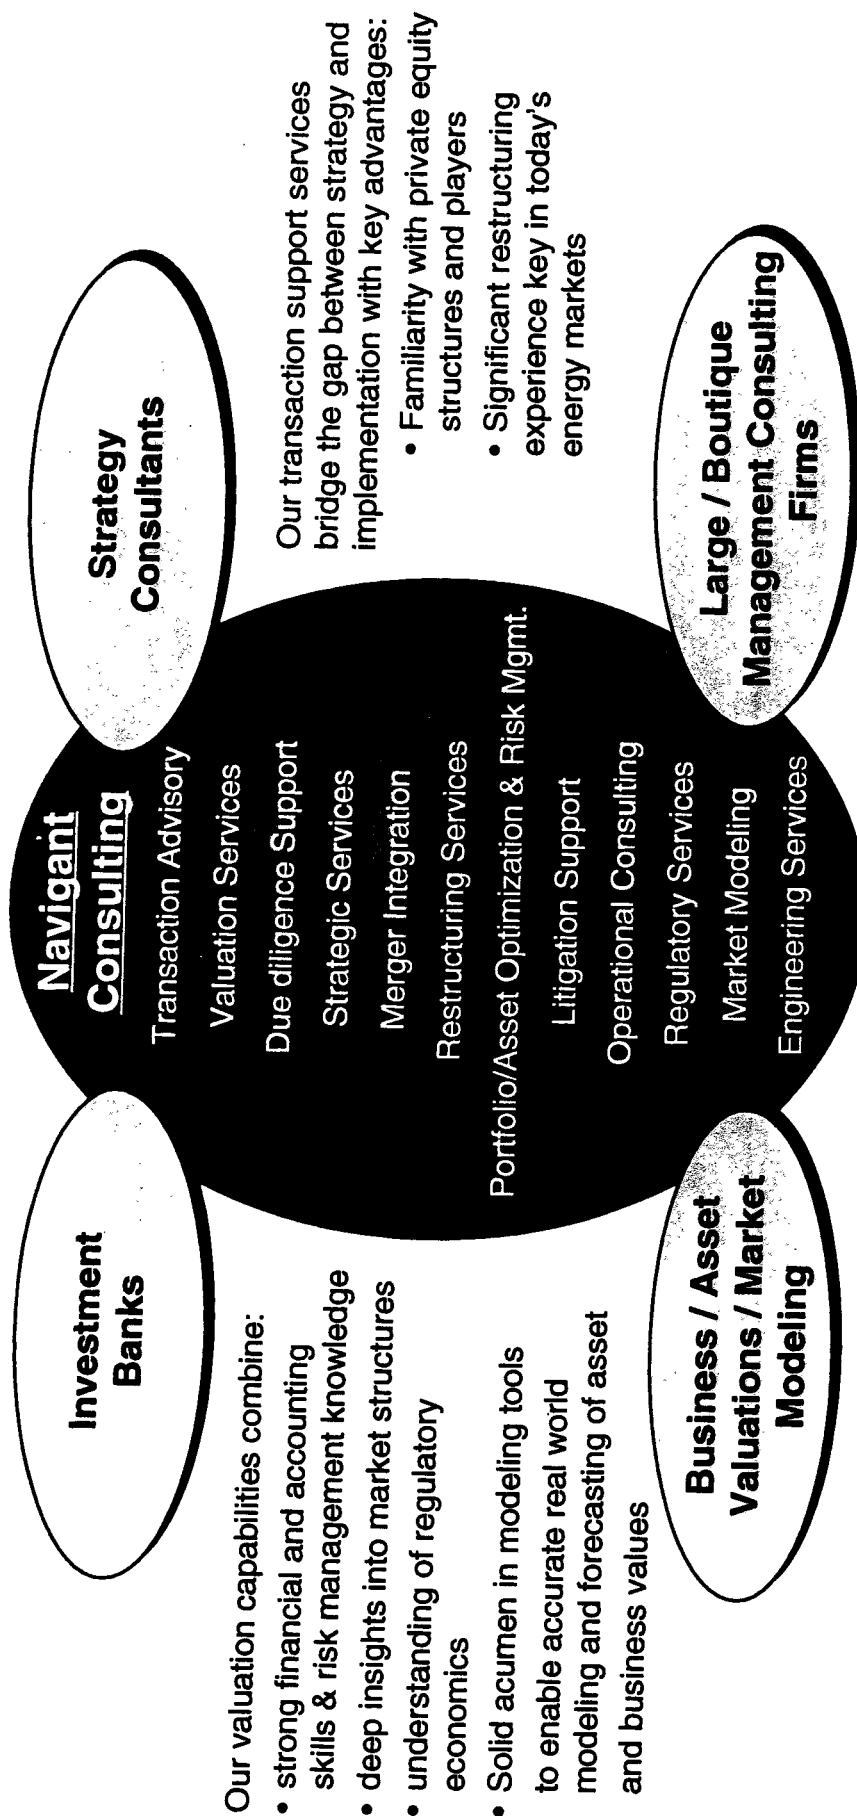 Investment
Banks
Navigant
Consulting
Strategy
Consultants
Our valuation capabilities combine:
• strong financial and accounting
skills & risk management knowledge
• deep insights into market structures
• understanding of regulatory
economics
• Solid acumen in modeling tools
to enable accurate real world
modeling and forecasting of asset
and business values
Transaction Advisory
Valuation Services
Due diligence Support
Strategic Services
Merger Integration
Restructuring Services
Portfolio/Asset Optimization & Risk Mgmt.
Litigation Support
Operational Consulting
Regulatory Services
Market Modeling
Engineering Services
Our transaction support services
bridge the gap between strategy and
implementation with key advantages:
• Familiarity with private equity
structures and players
• Significant restructuring
experience key in today's
energy markets
Business / Asset
Valuations / Market
Modeling
Large / Boutique
Management Consulting
Firms